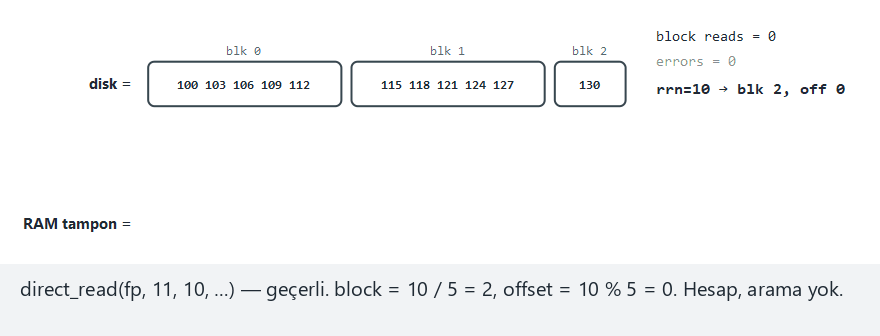 blk 0
blk 1
blk 2
block reads = 0
errors = 0
rrn=10 → blk 2, off 0
disk =
100 103 106 109 112
115 118 121 124 127
130
RAM tampon =
direct_read(fp, 11, 10, …) — geçerli. block = 10 / 5 = 2, offset = 10 % 5 = 0. Hesap, arama yok.